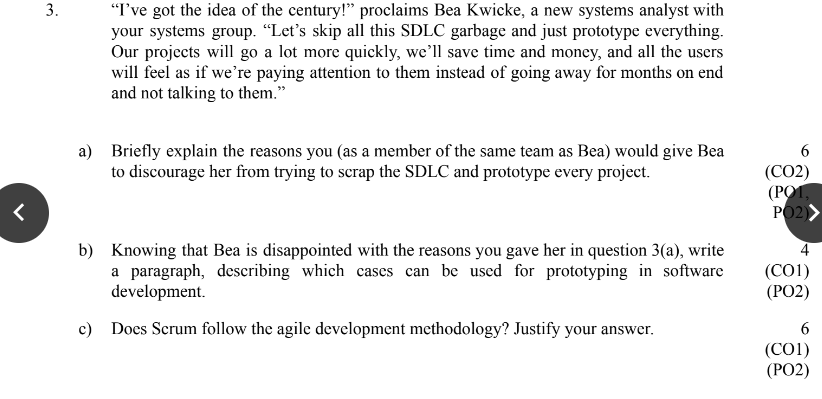 3. “I’ve got the idea of the century!” proclaims Bea Kwicke, a new systems analyst with
your systems group. “Let’s skip all this SDLC garbage and just prototype everything.
Our projects will go a lot more quickly, we’ll save time and money, and all the users
will feel as if we’re paying attention to them instead of going away for months on end
and not talking to them.”
a) Briefly explain the reasons you (as a member of the same team as Bea) would give Bea 6
to discourage her from trying to scrap the SDLC and prototype every project. (CO2)
(PO1,
PO2)
b) Knowing that Bea is disappointed with the reasons you gave her in question 3(a), write 4
a paragraph, describing which cases can be used for prototyping in software (CO1)
development. (PO2)
c) Does Scrum follow the agile development methodology? Justify your answer. 6
(CO1)
(PO2)